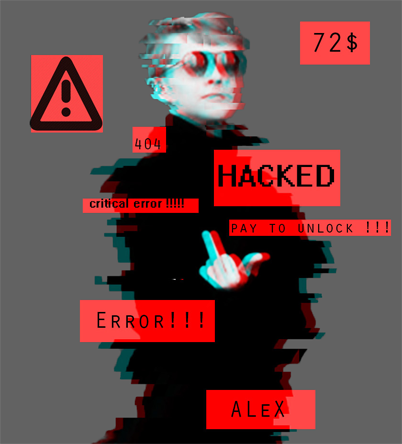 72$
404
HACKED
critical error !!!!!
PAY TO UNLOCK !!!
ERROR!!!
ALEX